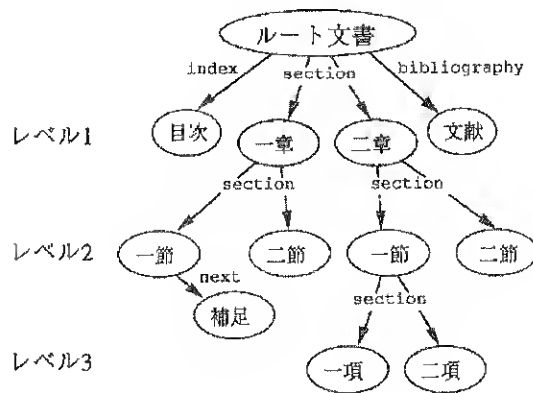 ルート文書
index section bibliography
レベル1 目次 一章 二章 文献
section section
レベル2 一節 二節 一節 二節
next section
補足
レベル3 一項 二項